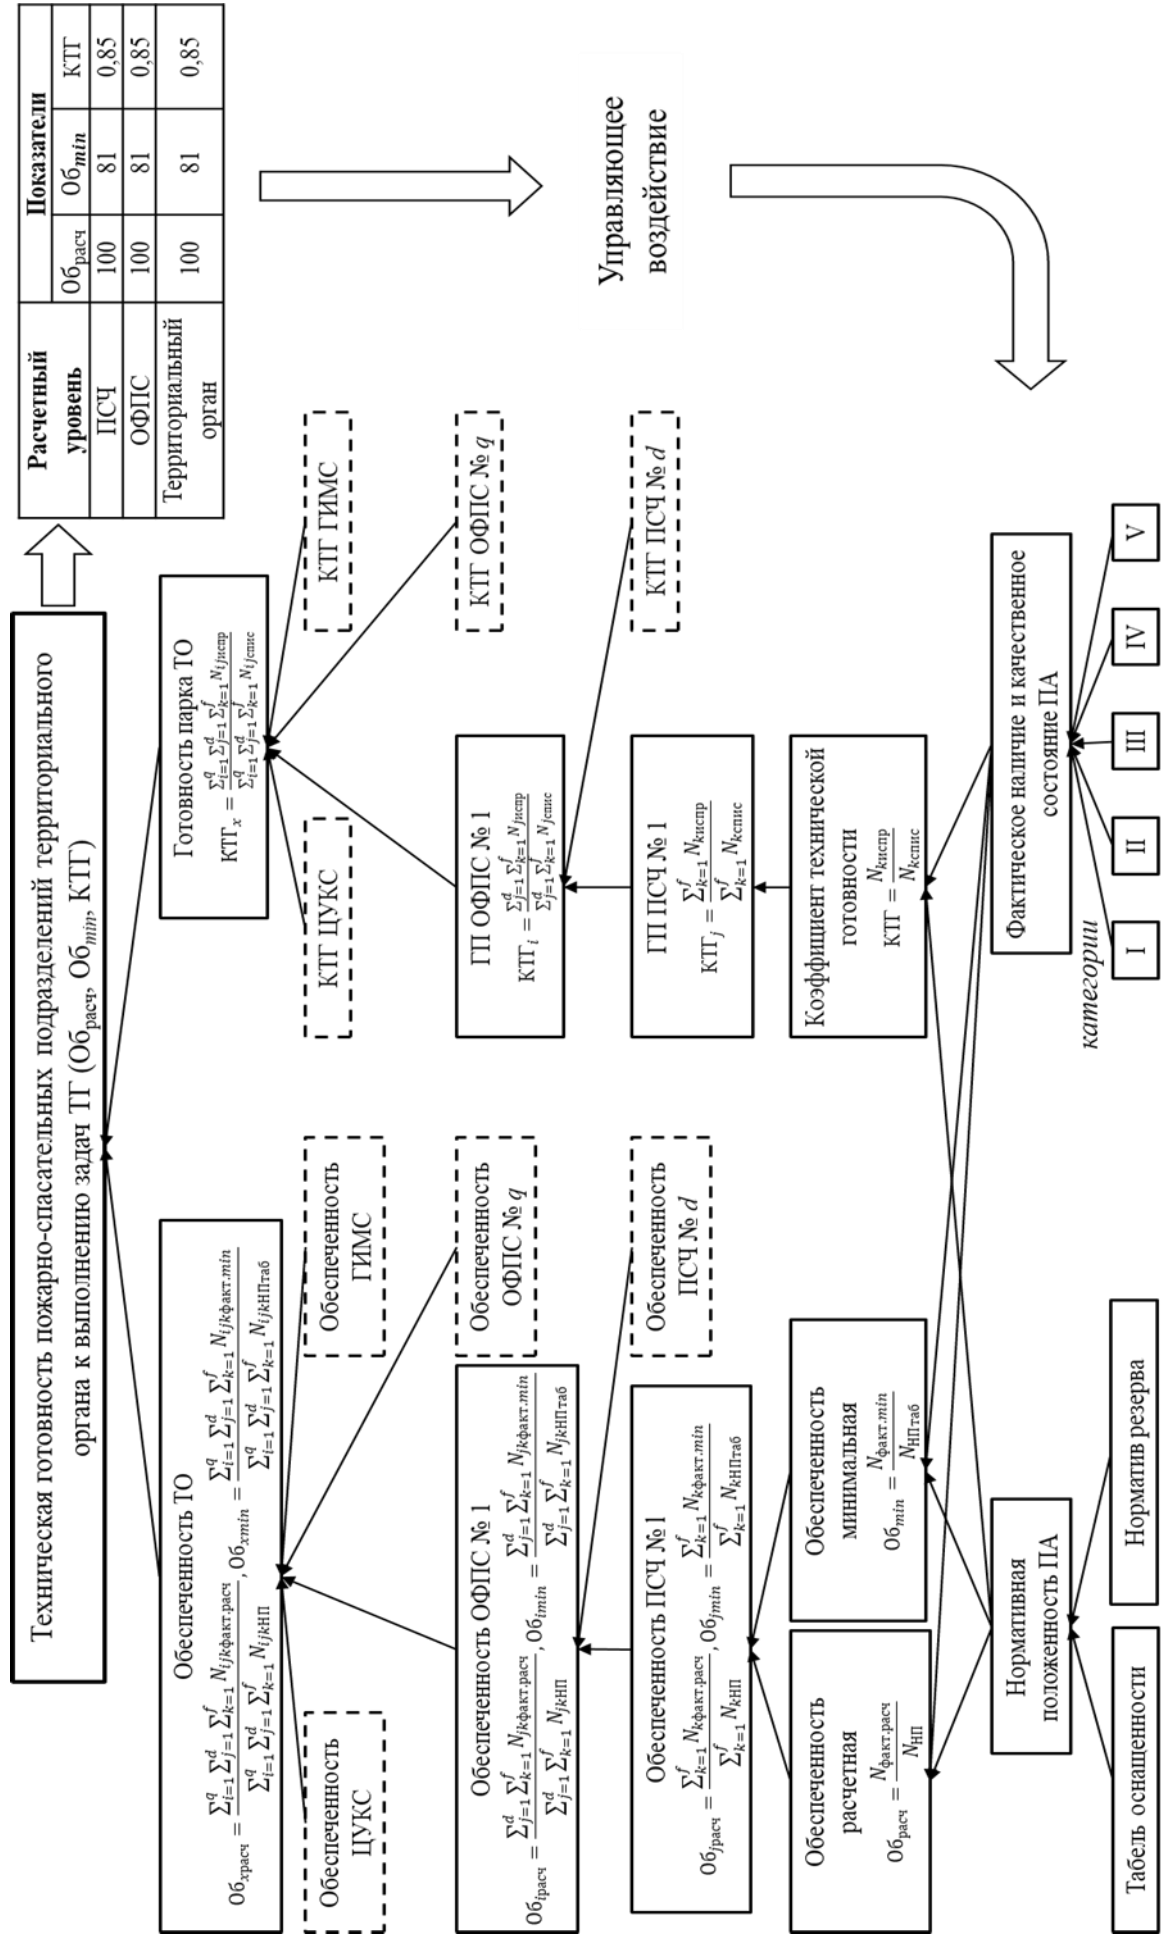 Техническая готовность пожарно-спасательных подразделений территориального
органа к выполнению задач ТГ (Об_расч, Об_min, КТГ)
Расчетный
уровень
Показатели
Об_расч Об_min КТГ
ПСЧ 100 81 0,85
ОФПС 100 81 0,85
Территориальный
орган
100 81 0,85
Обеспеченность ТО
Об_xрасч = Σ_{i=1}^q Σ_{j=1}^d Σ_{k=1}^f N_ijkфакт.расч / Σ_{i=1}^q Σ_{j=1}^d Σ_{k=1}^f N_ijkНП , Об_xmin = Σ_{i=1}^q Σ_{j=1}^d Σ_{k=1}^f N_ijkфакт.min / Σ_{i=1}^q Σ_{j=1}^d Σ_{k=1}^f N_ijkНПтаб
Готовность парка ТО
КТГ_x = Σ_{i=1}^q Σ_{j=1}^d Σ_{k=1}^f N_ijиспр / Σ_{i=1}^q Σ_{j=1}^d Σ_{k=1}^f N_ijспис
Обеспеченность
ЦУКС
Обеспеченность
ГИМС
КТГ ЦУКС
КТГ ГИМС
Обеспеченность ОФПС № 1
Об_iрасч = Σ_{j=1}^d Σ_{k=1}^f N_jkфакт.расч / Σ_{j=1}^d Σ_{k=1}^f N_jkНП , Об_imin = Σ_{j=1}^d Σ_{k=1}^f N_jkфакт.min / Σ_{j=1}^d Σ_{k=1}^f N_jkНПтаб
Обеспеченность
ОФПС № q
ГП ОФПС № 1
КТГ_i = Σ_{j=1}^d Σ_{k=1}^f N_jиспр / Σ_{j=1}^d Σ_{k=1}^f N_jспис
КТГ ОФПС № q
Управляющее
воздействие
Обеспеченность ПСЧ № 1
Об_jрасч = Σ_{k=1}^f N_kфакт.расч / Σ_{k=1}^f N_kНП , Об_jmin = Σ_{k=1}^f N_kфакт.min / Σ_{k=1}^f N_kНПтаб
Обеспеченность
ПСЧ № d
ГП ПСЧ № 1
КТГ_j = Σ_{k=1}^f N_киспр / Σ_{k=1}^f N_кспис
КТГ ПСЧ № d
Обеспеченность
расчетная
Об_расч = N_факт.расч / N_НП
Обеспеченность
минимальная
Об_min = N_факт.min / N_НПтаб
Коэффициент технической
готовности
КТГ = N_киспр / N_кспис
Нормативная
положенность ПА
Фактическое наличие и качественное
состояние ПА
категории
Табель оснащенности
Норматив резерва
I
II
III
IV
V